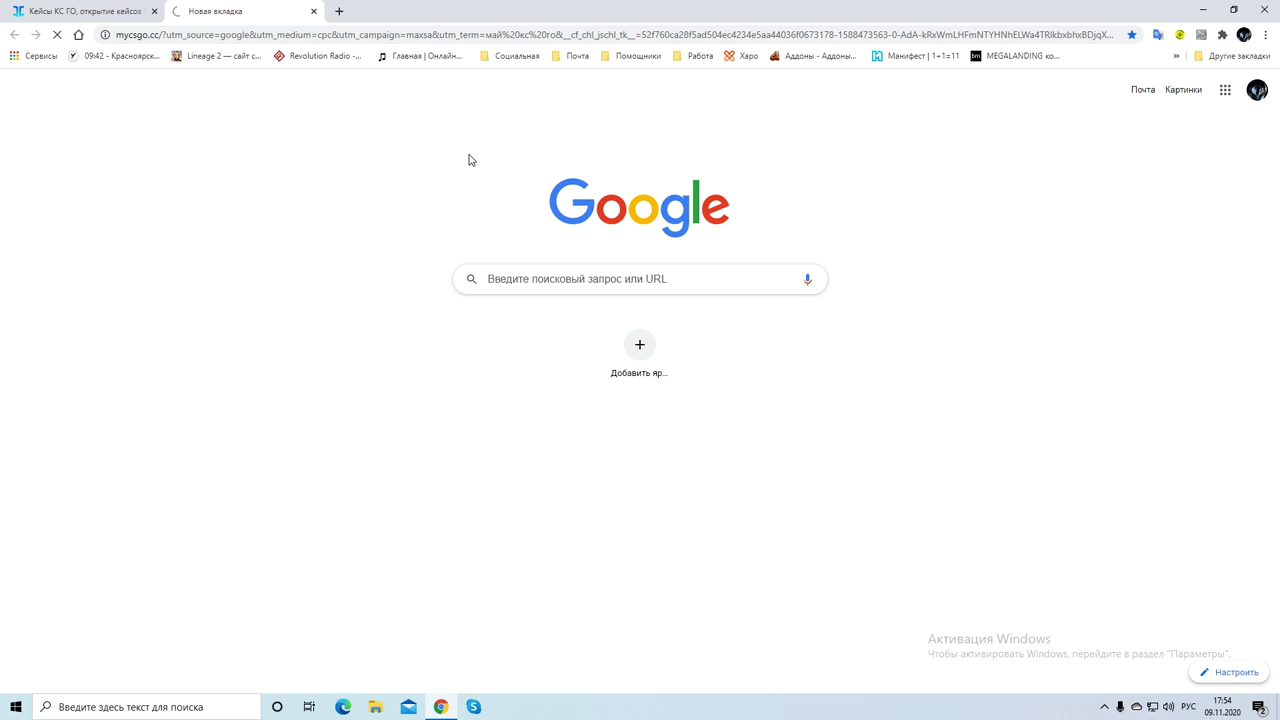 Кейсы КС ГО, открытие кейсов
Новая вкладка
mycsgo.cc/?utm_source=google&utm_medium=cpc&utm_campaign=maxsa&utm_term=май%20кс%20го&__cf_chl_jschl_tk__=52f760ca28f5ad504ec4234e5aa44036f0673178-1588473563-0-AdA-kRxWmLHFmNTYHNhELWa4TRIkbxbhxBDjqX...
Сервисы
09:42 - Красноярск...
Lineage 2 — сайт с...
Revolution Radio -...
Главная | Онлайн...
Социальная
Почта
Помощники
Работа
Харо
Аддоны - Аддоны...
Манифест | 1+1=11
bm MEGALANDING ко...
»
Другие закладки
Почта Картинки
Google
Введите поисковый запрос или URL
Добавить яр...
Активация Windows
Чтобы активировать Windows, перейдите в раздел "Параметры".
Настроить
Введите здесь текст для поиска
РУС
17:54
09.11.2020
2